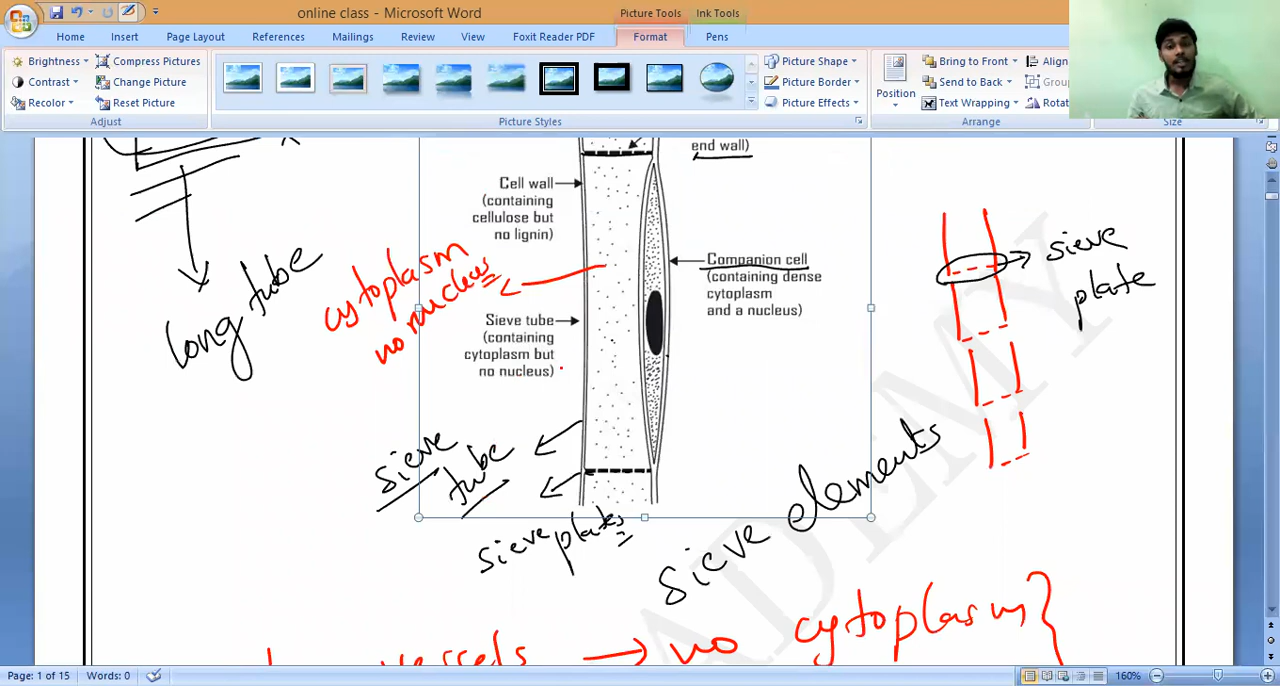 online class - Microsoft Word
Picture Tools
Ink Tools
Home
Insert
Page Layout
References
Mailings
Review
View
Foxit Reader PDF
Format
Pens
Brightness
Compress Pictures
Contrast
Change Picture
Recolor
Reset Picture
Adjust
Picture Styles
Picture Shape
Picture Border
Picture Effects
Position
Bring to Front
Send to Back
Text Wrapping
Align
Grou
Rota
Arrange
Size
end wall)
Cell wall
(containing
cellulose but
no lignin)
Companion cell
(containing dense
cytoplasm
and a nucleus)
sieve
plate
long tube
cytoplasm
no nucleus
Sieve tube
(containing
cytoplasm but
no nucleus)
sieve
tube
sieve plates
sieve elements
vessels
no cytoplasm
ADEMY
Page: 1 of 15
Words: 0
160%